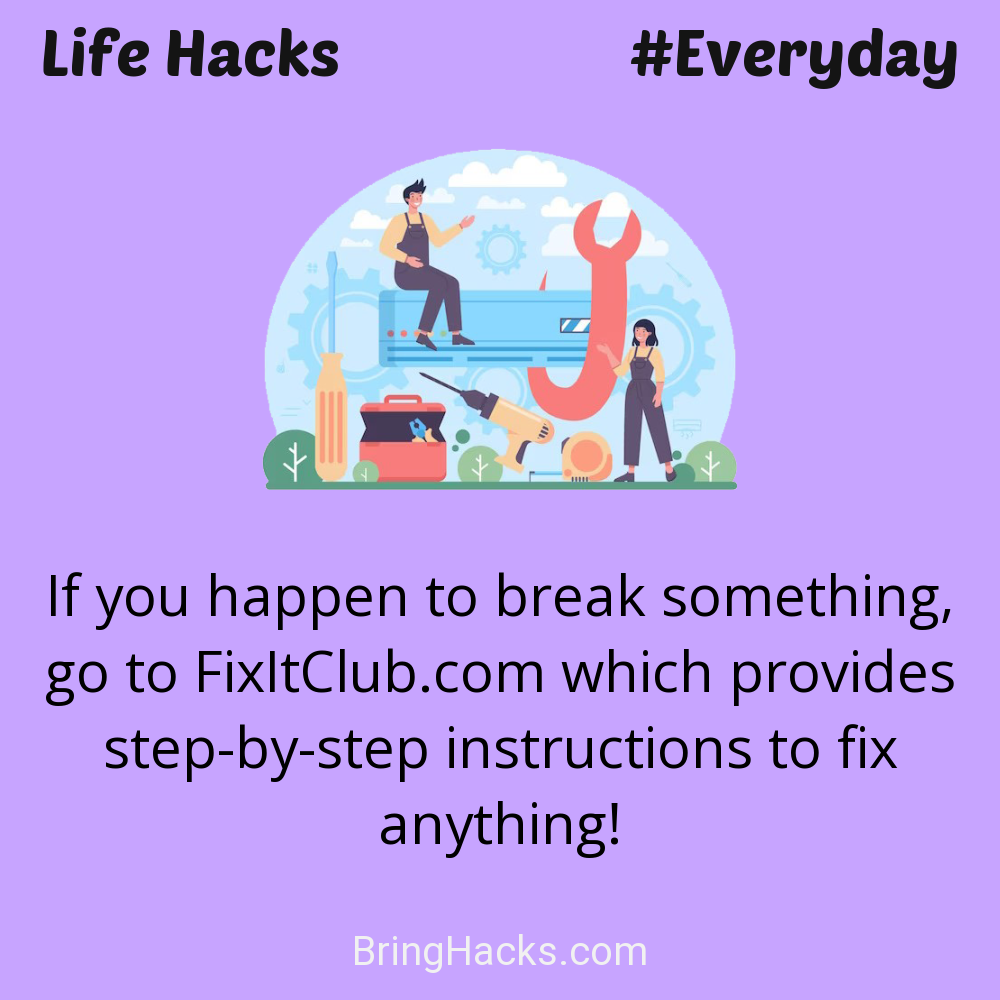 Life Hacks #Everyday
If you happen to break something,
go to FixItClub.com which provides
step-by-step instructions to fix
anything!
BringHacks.com